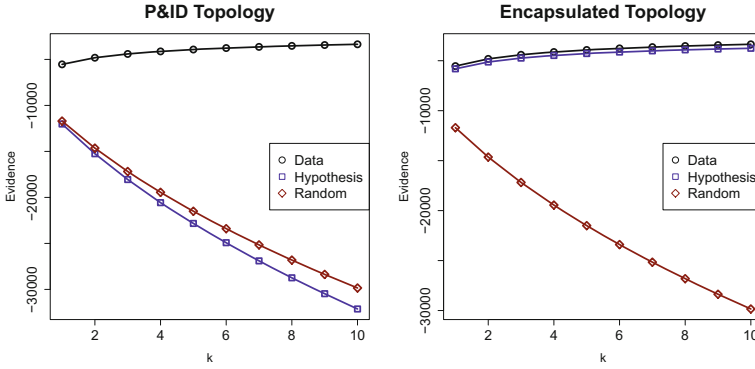 P&ID Topology
Evidence
-10000
-20000
-30000
Data
Hypothesis
Random
2 4 6 8 10
k
Encapsulated Topology
Evidence
-10000
-20000
-30000
Data
Hypothesis
Random
2 4 6 8 10
k